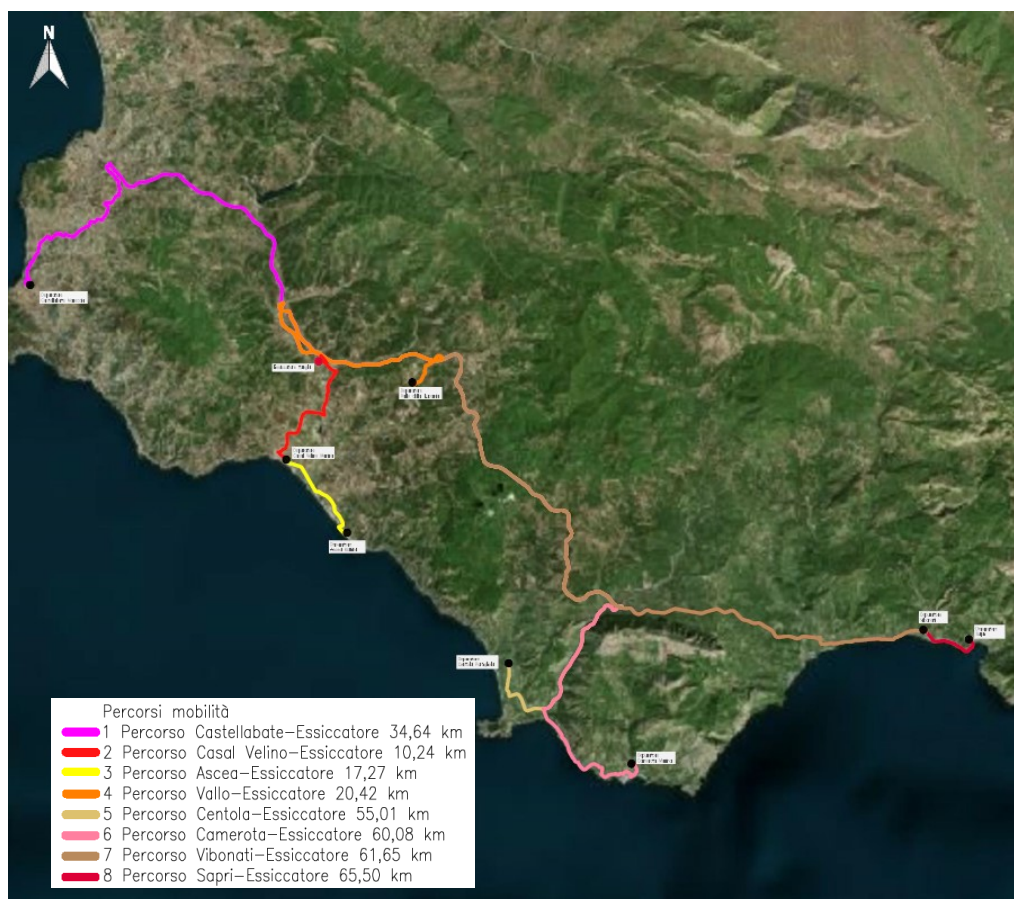 N
Percorsi mobilità
1 Percorso Castellabate-Essiccatore 34,64 km
2 Percorso Casal Velino-Essiccatore 10,24 km
3 Percorso Ascea-Essiccatore 17,27 km
4 Percorso Vallo-Essiccatore 20,42 km
5 Percorso Centola-Essiccatore 55,01 km
6 Percorso Camerota-Essiccatore 60,08 km
7 Percorso Vibonati-Essiccatore 61,65 km
8 Percorso Sapri-Essiccatore 65,50 km